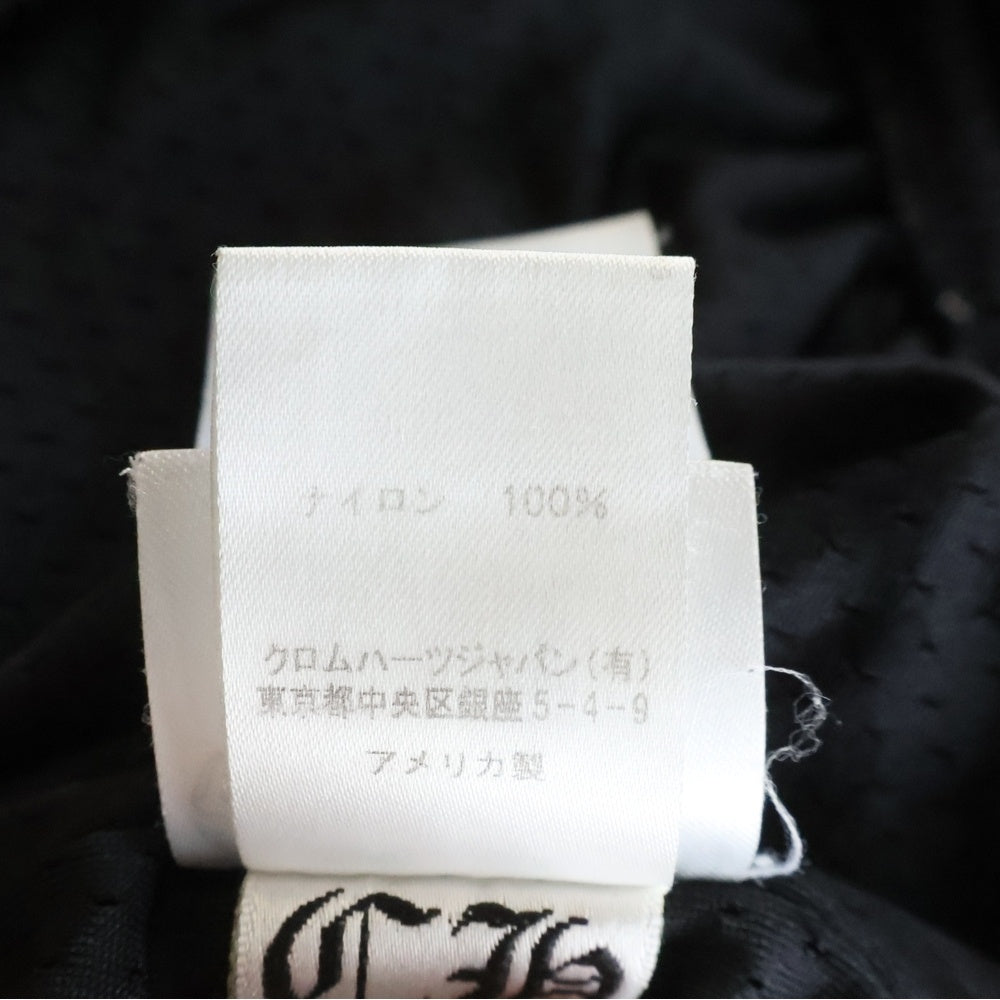 ナイロン 100%
クロムハーツジャパン(有)
東京都中央区銀座5-4-9
アメリカ製
CH